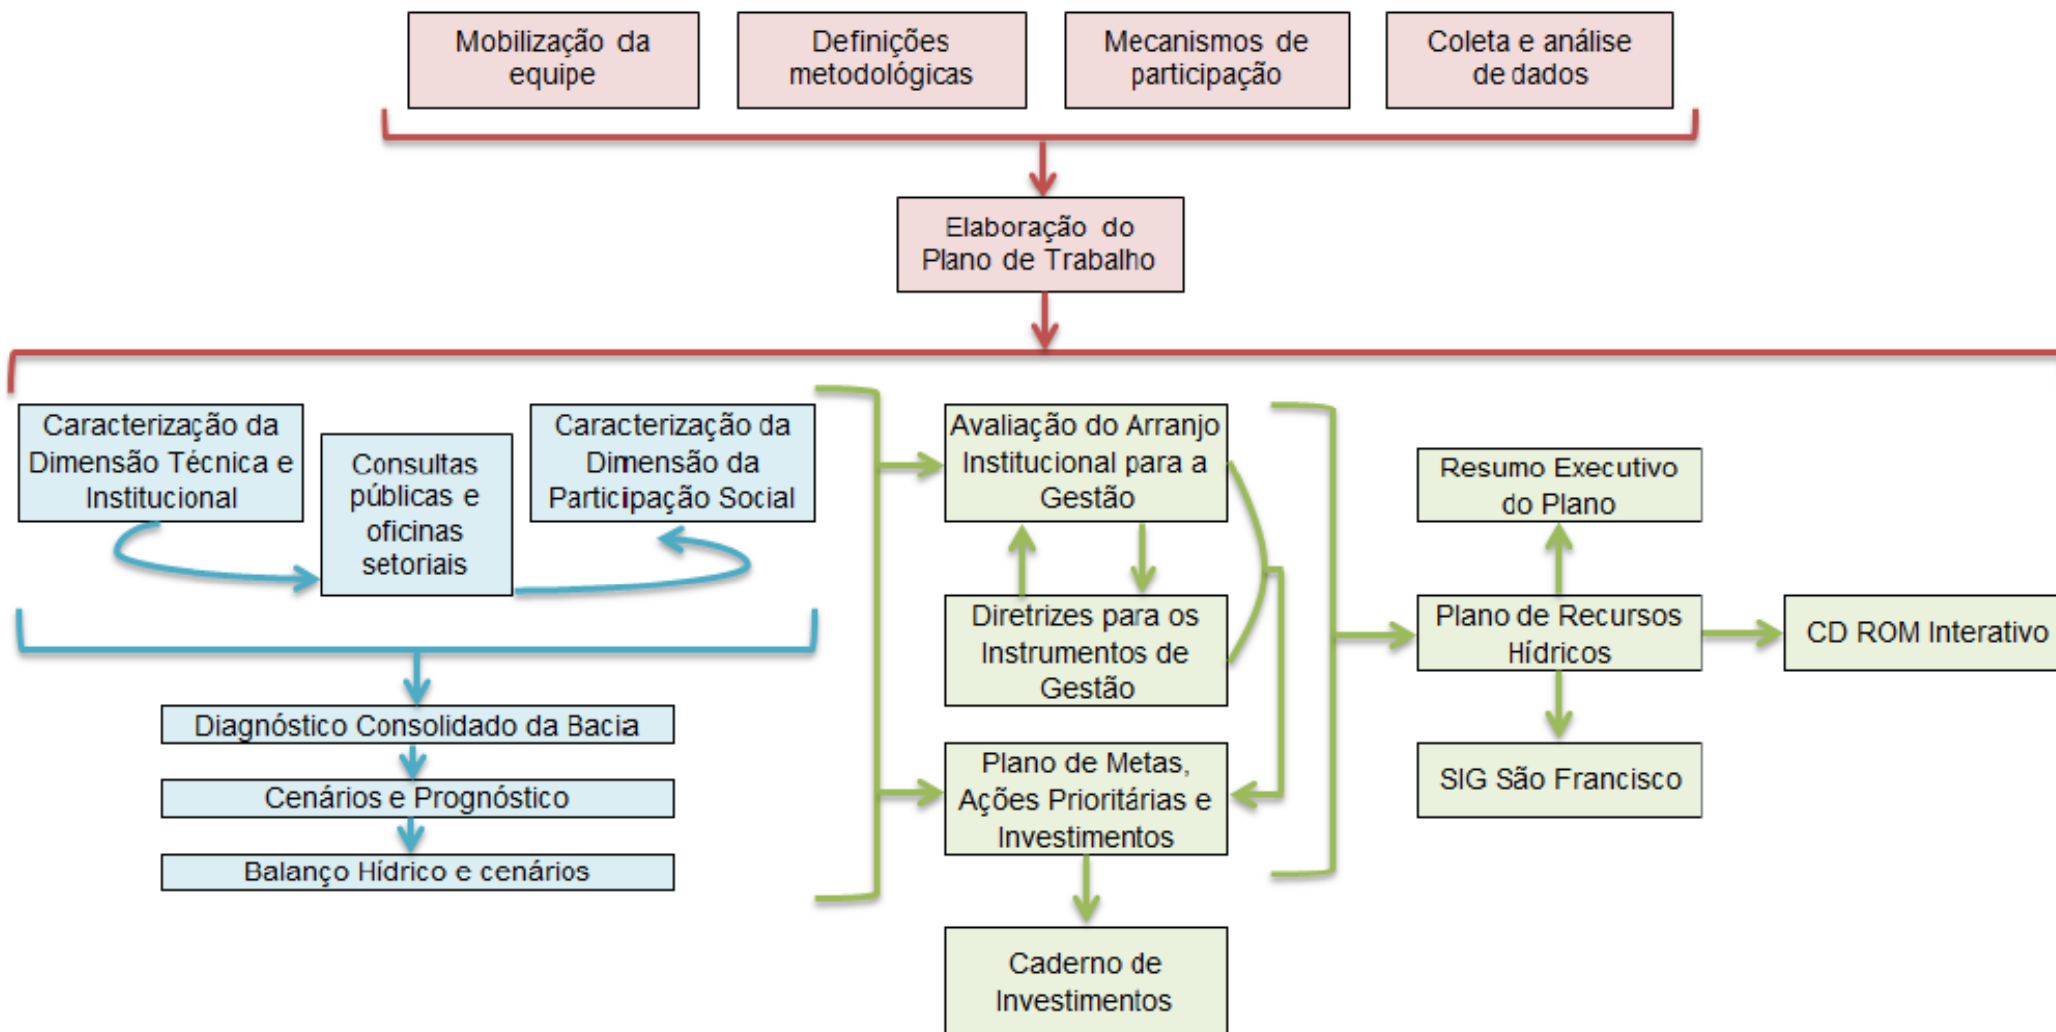 Mobilização da
equipe
Definições
metodológicas
Mecanismos de
participação
Coleta e análise
de dados
Elaboração do
Plano de Trabalho
Caracterização da
Dimensão Técnica e
Institucional
Consultas
públicas e
oficinas
setoriais
Caracterização da
Dimensão da
Participação Social
Diagnóstico Consolidado da Bacia
Cenários e Prognóstico
Balanço Hídrico e cenários
Avaliação do Arranjo
Institucional para a
Gestão
Diretrizes para os
Instrumentos de
Gestão
Plano de Metas,
Ações Prioritárias e
Investimentos
Caderno de
Investimentos
Resumo Executivo
do Plano
Plano de Recursos
Hídricos
CD ROM Interativo
SIG São Francisco